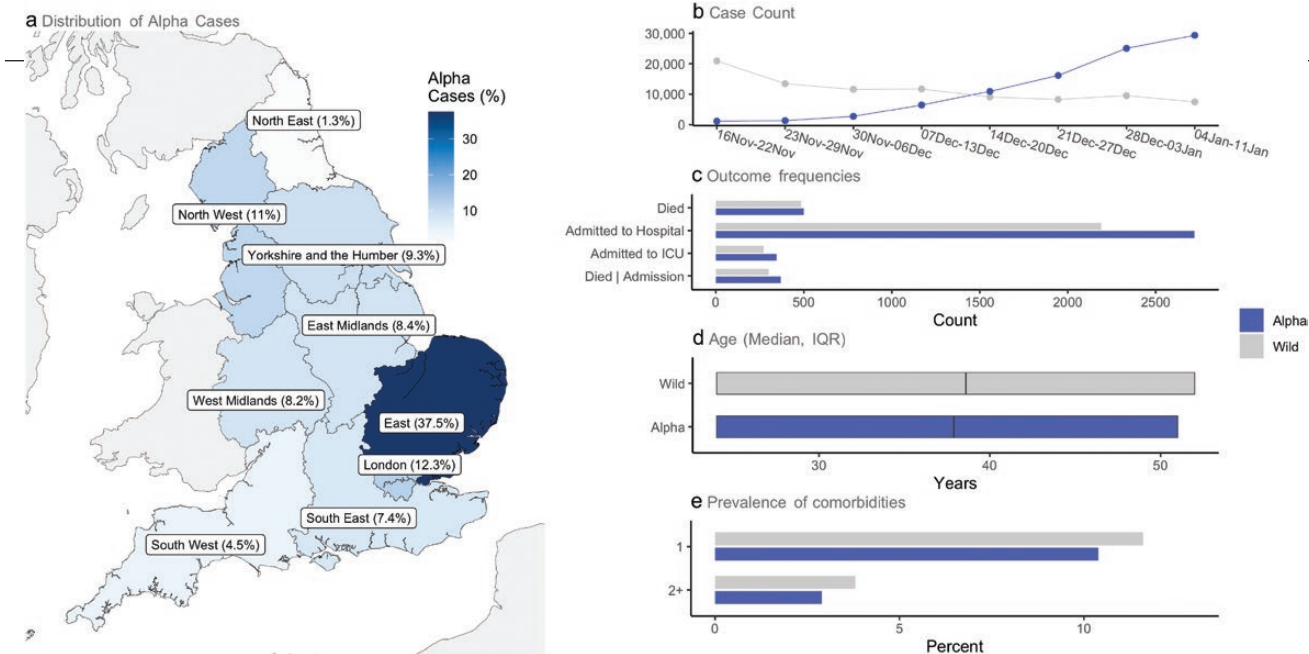 a Distribution of Alpha Cases
Alpha
Cases (%)
30
20
10
North East (1.3%)
North West (11%)
Yorkshire and the Humber (9.3%)
East Midlands (8.4%)
West Midlands (8.2%)
East (37.5%)
London (12.3%)
South East (7.4%)
South West (4.5%)
b Case Count
30,000
20,000
10,000
0
16Nov-22Nov
23Nov-29Nov
30Nov-06Dec
07Dec-13Dec
14Dec-20Dec
21Dec-27Dec
28Dec-03Jan
04Jan-11Jan
c Outcome frequencies
Died
Admitted to Hospital
Admitted to ICU
Died | Admission
0 500 1000 1500 2000 2500
Count
Alpha
Wild
d Age (Median, IQR)
Wild
Alpha
30 40 50
Years
e Prevalence of comorbidities
1
2+
0 5 10
Percent